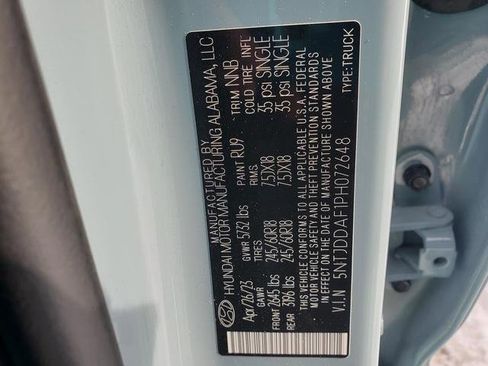 MANUFACTURED BY
HYUNDAI MOTOR MANUFACTURING ALABAMA, LLC
Apr/26/23 GVWR 5732 lbs PAINT RU9 TRIM NNB
GAWR TIRES RIMS COLD TIRE INFL
FRONT 2645 lbs 245/60R18 7.5JX18 35 psi SINGLE
REAR 3196 lbs 245/60R18 7.5JX18 35 psi SINGLE
THIS VEHICLE CONFORMS TO ALL APPLICABLE U.S.A. FEDERAL
MOTOR VEHICLE SAFETY AND THEFT PREVENTION STANDARDS
IN EFFECT ON THE DATE OF MANUFACTURE SHOWN ABOVE
V.I.N 5NTJDDAF1PH072648 TYPE:TRUCK